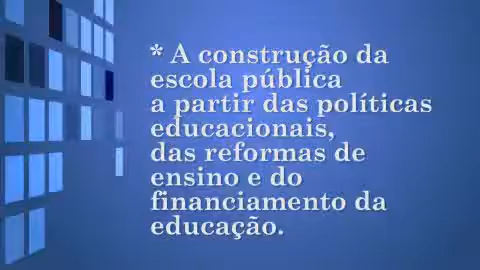 * A construção da
escola pública
a partir das políticas
educacionais,
das reformas de
ensino e do
financiamento da
educação.